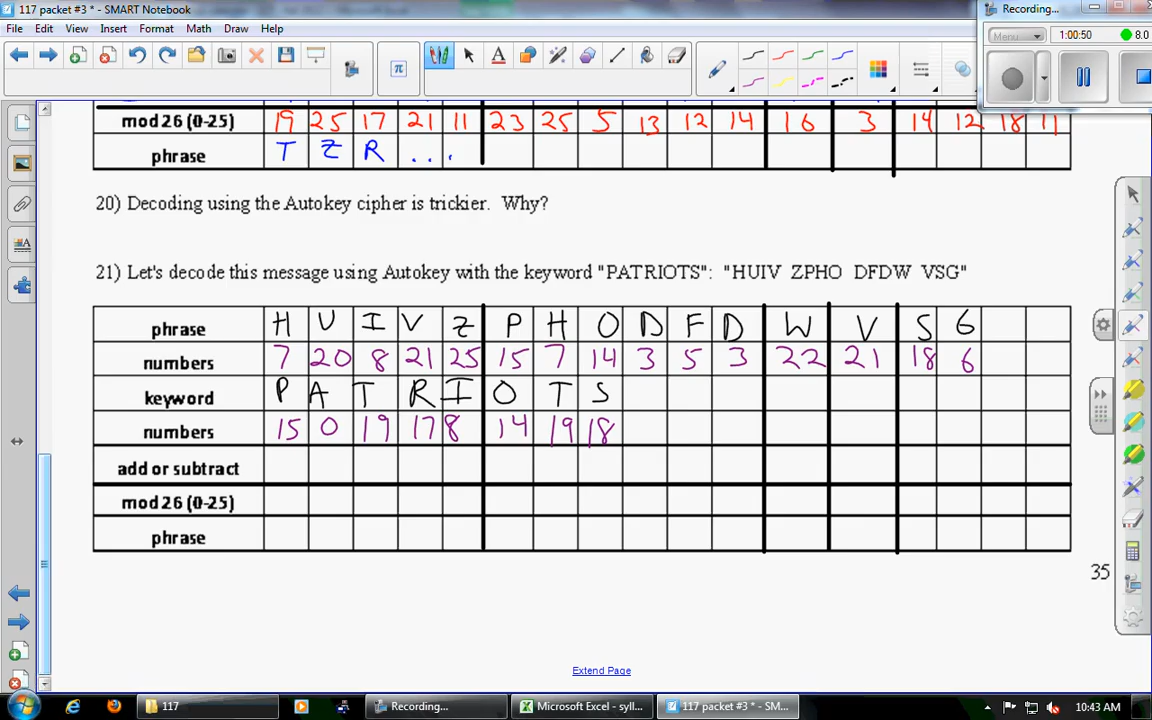 117 packet #3 * - SMART Notebook
Recording...
File Edit View Insert Format Math Draw Help
Menu 1:00:50 8.0
mod 26 (0-25) 19 25 17 21 11 23 25 5 13 12 14 16 3 14 12 18 11
phrase T Z R ...
20) Decoding using the Autokey cipher is trickier. Why?
21) Let's decode this message using Autokey with the keyword "PATRIOTS": "HUIV ZPHO DFDW VSG"
phrase H U I V Z P H O D F D W V S G
numbers 7 20 8 21 25 15 7 14 3 5 3 22 21 18 6
keyword P A T R I O T S
numbers 15 0 19 17 8 14 19 18
add or subtract
mod 26 (0-25)
phrase
35
Extend Page
117 Recording... Microsoft Excel - syll... 117 packet #3 * - SM... 10:43 AM